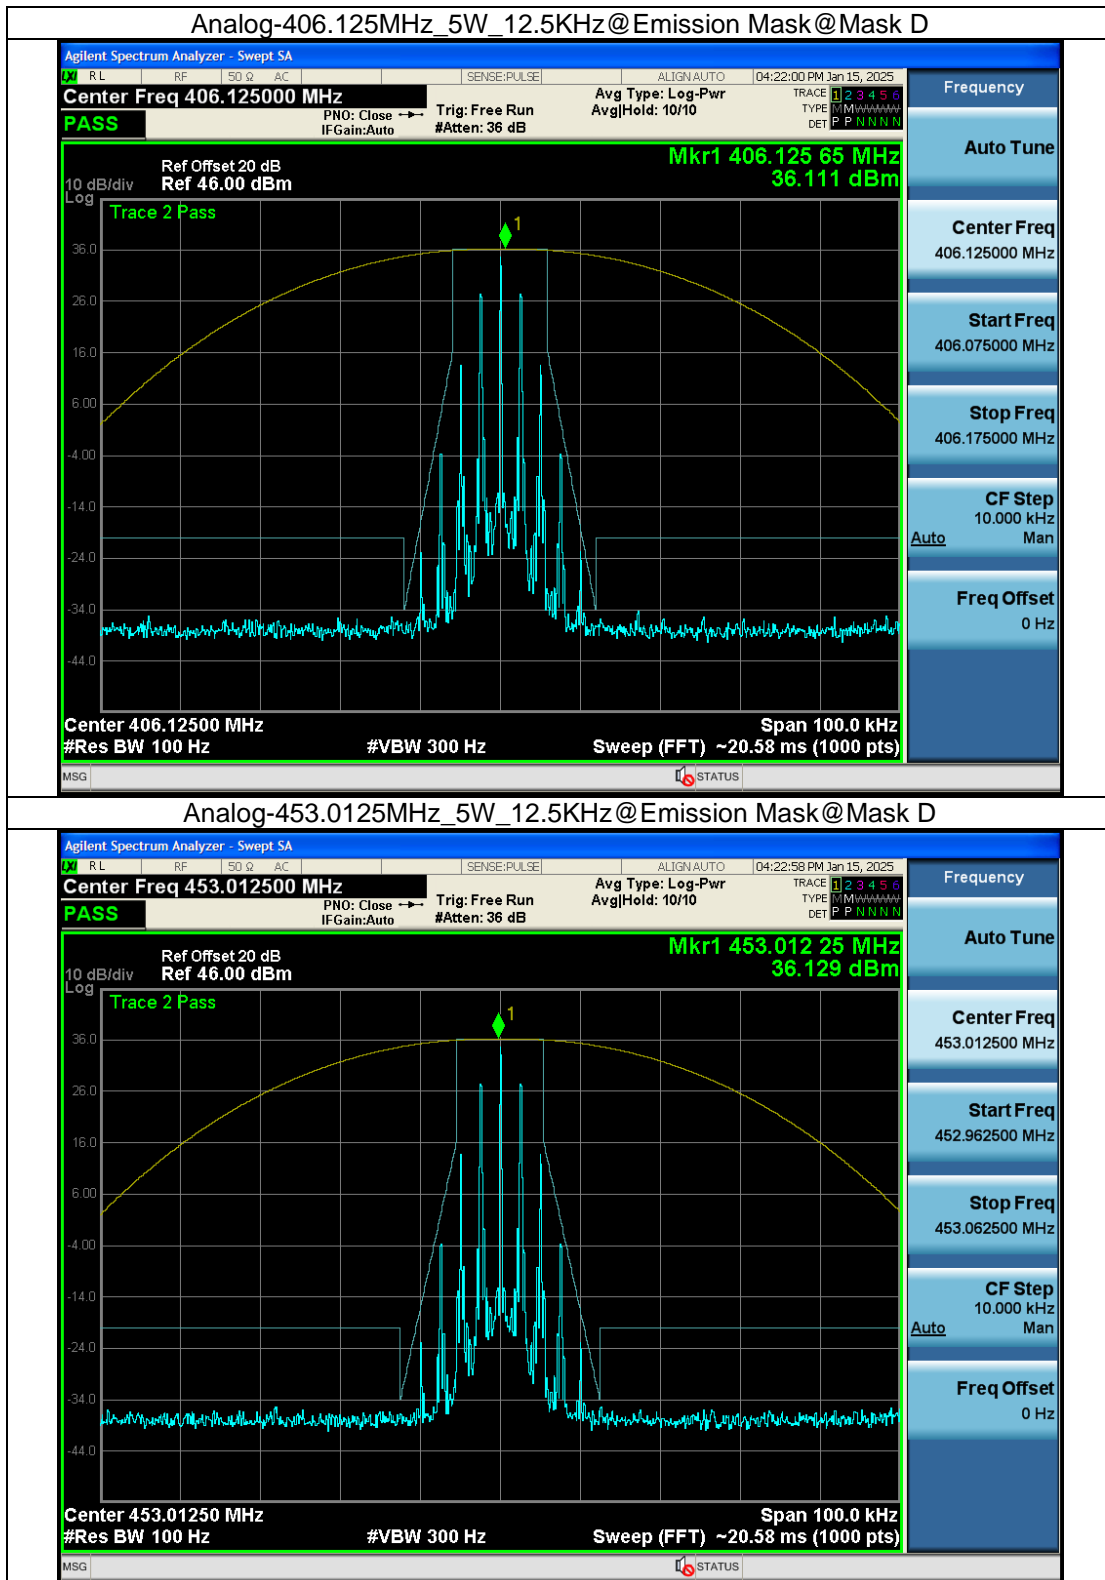 Analog-406.125MHz_5W_12.5KHz@Emission Mask@Mask D
Agilent Spectrum Analyzer - Swept SA
LXI RL RF 50 Ω AC SENSE:PULSE ALIGN AUTO 04:22:00 PM Jan 15, 2025
Center Freq 406.125000 MHz
PASS
PNO: Close
IFGain:Auto
Trig: Free Run
#Atten: 36 dB
Avg Type: Log-Pwr
Avg|Hold: 10/10
TRACE 1 2 3 4 5 6
TYPE M M W W W W
DET P P N N N N
Mkr1 406.125 65 MHz
36.111 dBm
Ref Offset 20 dB
10 dB/div Ref 46.00 dBm
Log
Trace 2 Pass
1
36.0
26.0
16.0
6.00
-4.00
-14.0
-24.0
-34.0
-44.0
Center 406.12500 MHz Span 100.0 kHz
#Res BW 100 Hz #VBW 300 Hz Sweep (FFT) ~20.58 ms (1000 pts)
MSG STATUS
Frequency
Auto Tune
Center Freq
406.125000 MHz
Start Freq
406.075000 MHz
Stop Freq
406.175000 MHz
CF Step
10.000 kHz
Auto Man
Freq Offset
0 Hz
Analog-453.0125MHz_5W_12.5KHz@Emission Mask@Mask D
Agilent Spectrum Analyzer - Swept SA
LXI RL RF 50 Ω AC SENSE:PULSE ALIGN AUTO 04:22:58 PM Jan 15, 2025
Center Freq 453.012500 MHz
PASS
PNO: Close
IFGain:Auto
Trig: Free Run
#Atten: 36 dB
Avg Type: Log-Pwr
Avg|Hold: 10/10
TRACE 1 2 3 4 5 6
TYPE M M W W W W
DET P P N N N N
Mkr1 453.012 25 MHz
36.129 dBm
Ref Offset 20 dB
10 dB/div Ref 46.00 dBm
Log
Trace 2 Pass
1
36.0
26.0
16.0
6.00
-4.00
-14.0
-24.0
-34.0
-44.0
Center 453.01250 MHz Span 100.0 kHz
#Res BW 100 Hz #VBW 300 Hz Sweep (FFT) ~20.58 ms (1000 pts)
MSG STATUS
Frequency
Auto Tune
Center Freq
453.012500 MHz
Start Freq
452.962500 MHz
Stop Freq
453.062500 MHz
CF Step
10.000 kHz
Auto Man
Freq Offset
0 Hz